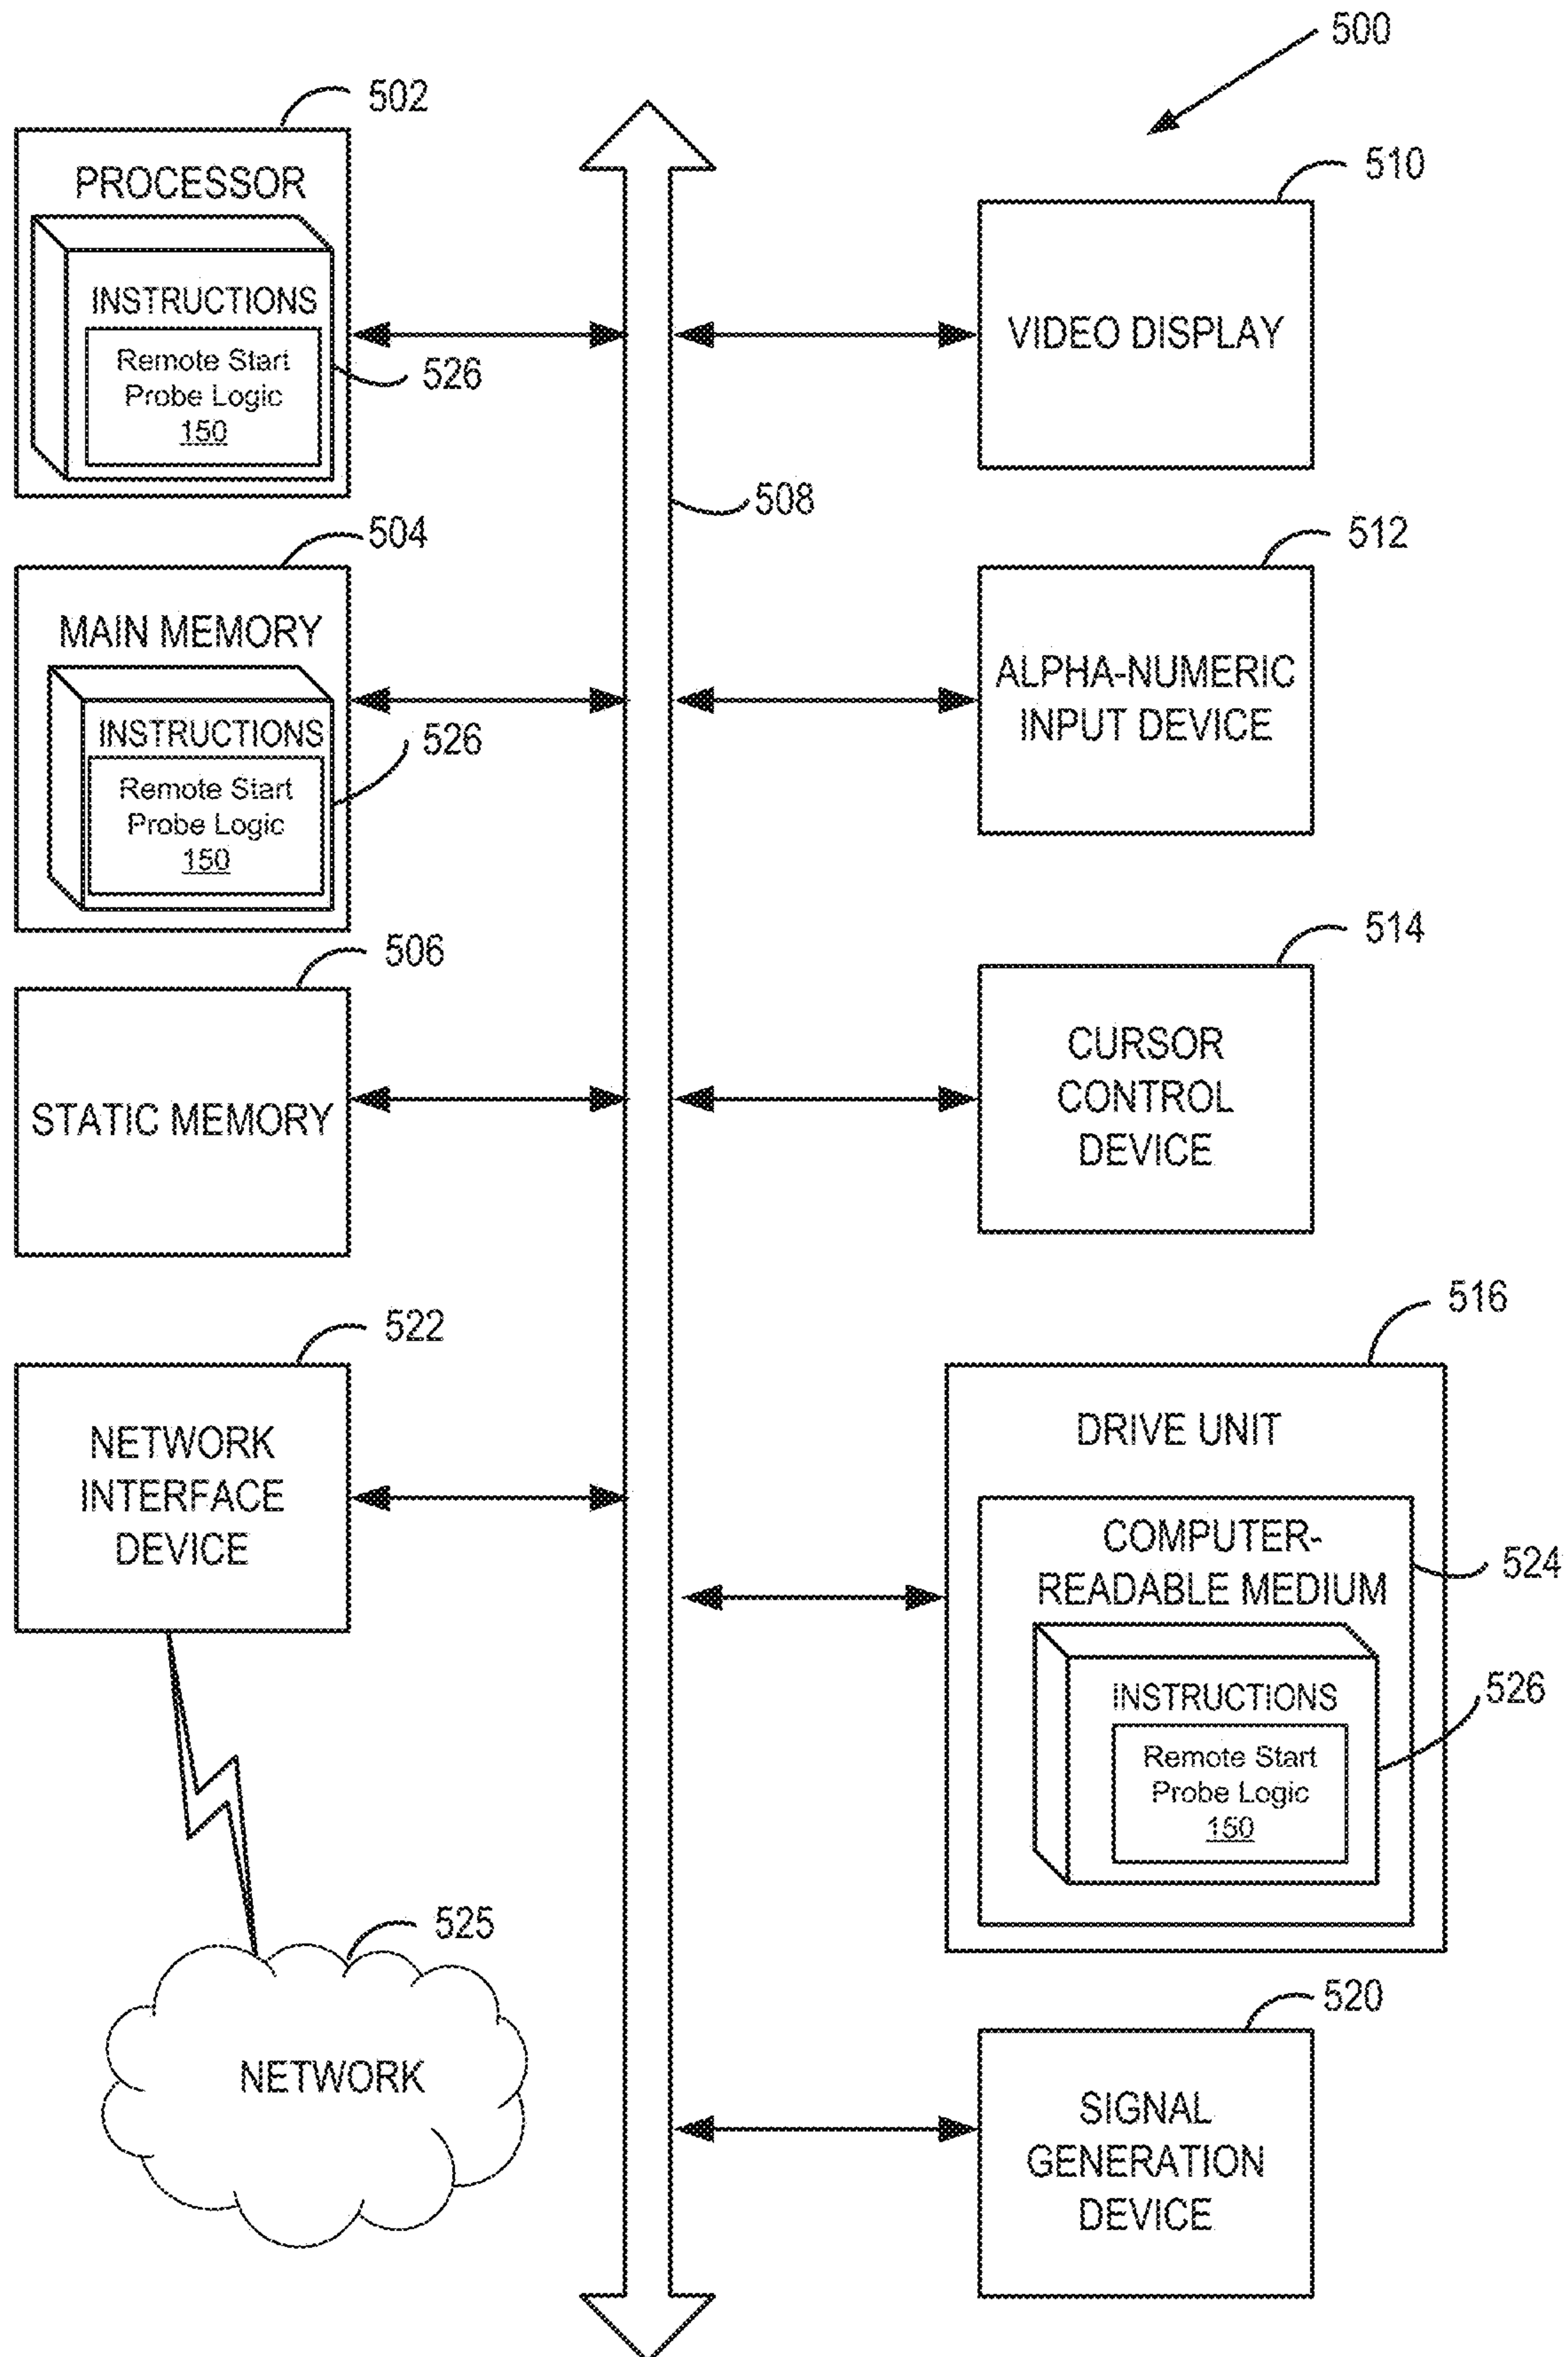 500
502
PROCESSOR
INSTRUCTIONS
Remote Start
Probe Logic
150
526
504
MAIN MEMORY
INSTRUCTIONS
Remote Start
Probe Logic
150
526
506
STATIC MEMORY
522
NETWORK
INTERFACE
DEVICE
525
NETWORK
508
510
VIDEO DISPLAY
512
ALPHA-NUMERIC
INPUT DEVICE
514
CURSOR
CONTROL
DEVICE
516
DRIVE UNIT
COMPUTER-
READABLE MEDIUM
524
INSTRUCTIONS
Remote Start
Probe Logic
150
526
520
SIGNAL
GENERATION
DEVICE